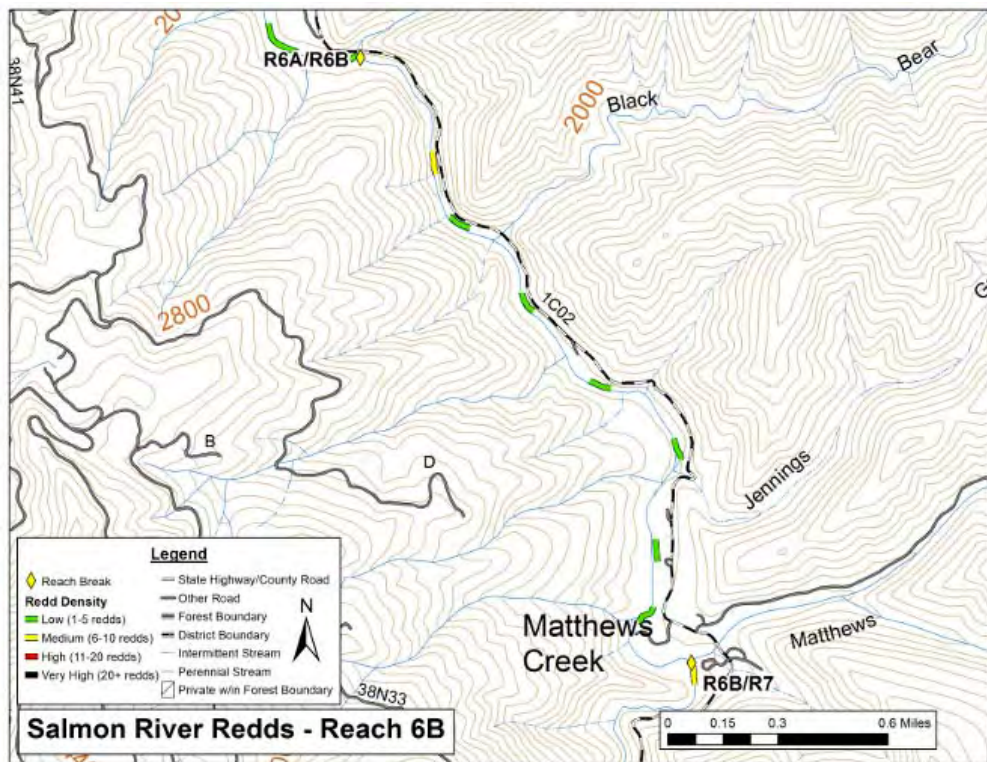 20
38N41
R6A/R6B
Black
Bear
2000
2800
1C02
B
D
G
Jennings
Matthews
Creek
Matthews
R6B/R7
38N33
Legend
Reach Break
Redd Density
Low (1-5 redds)
Medium (6-10 redds)
High (11-20 redds)
Very High (20+ redds)
State Highway/County Road
Other Road
Forest Boundary
District Boundary
Intermittent Stream
Perennial Stream
Private w/in Forest Boundary
N
Salmon River Redds - Reach 6B
0 0.15 0.3 0.6 Miles